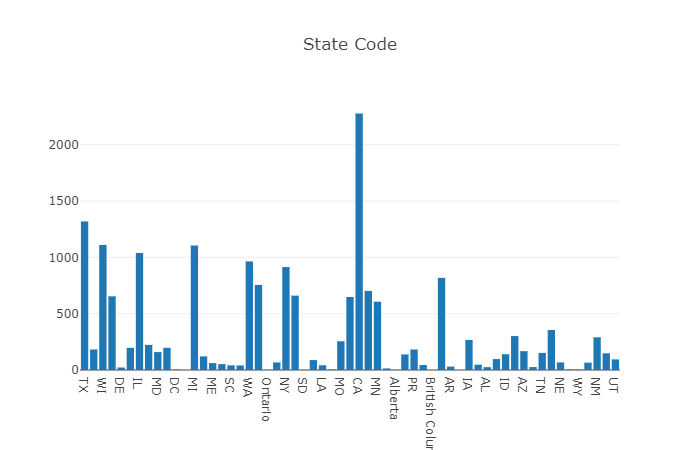 State Code
2000
1500
1000
500
0
TX
WI
DE
IL
MD
DC
MI
ME
SC
WA
Ontario
NY
SD
LA
MO
CA
MN
Alberta
PR
British Colum
AR
IA
AL
ID
AZ
TN
NE
WY
NM
UT